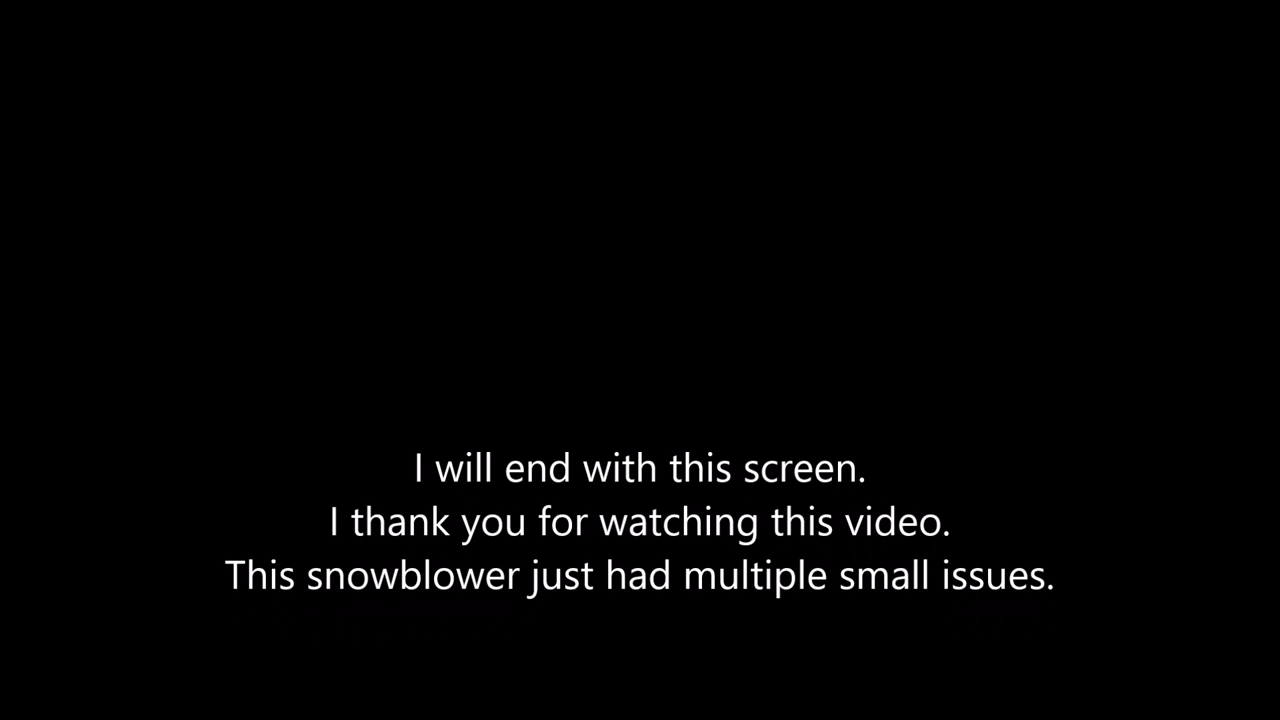 I will end with this screen.
I thank you for watching this video.
This snowblower just had multiple small issues.